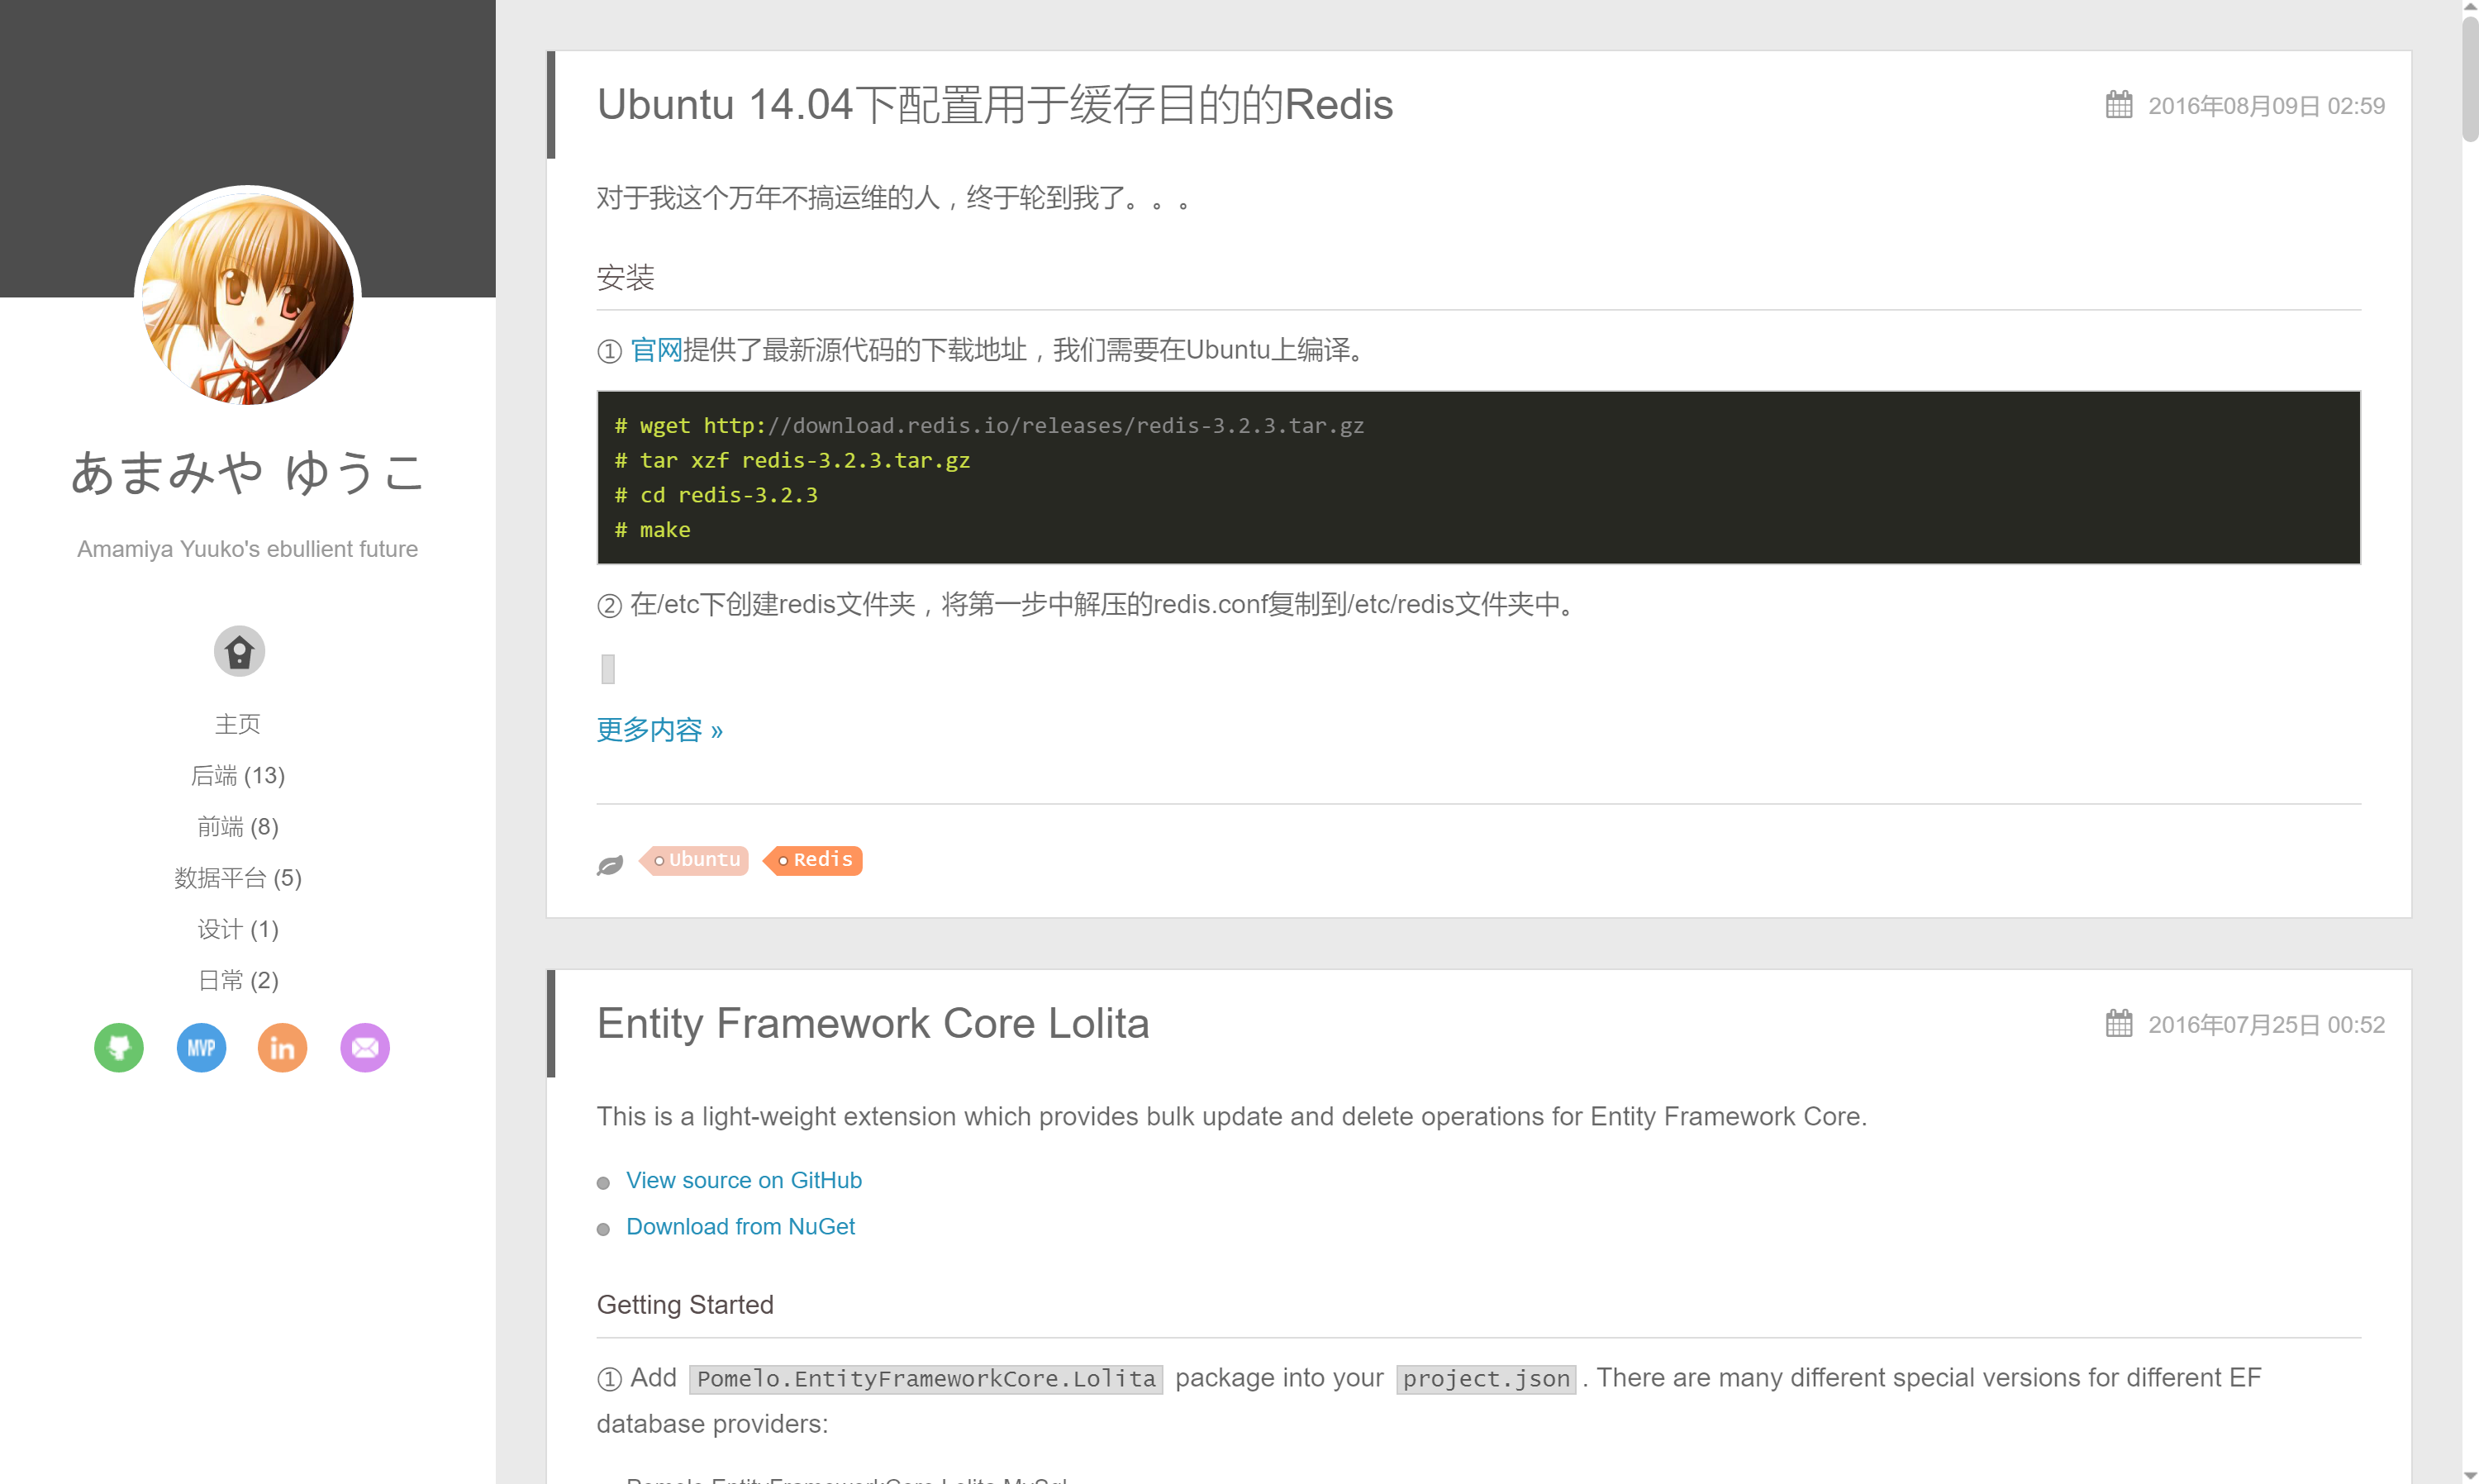 あまみや ゆうこ
Amamiya Yuuko's ebullient future
主页
后端 (13)
前端 (8)
数据平台 (5)
设计 (1)
日常 (2)
MVP
in
Ubuntu 14.04下配置用于缓存目的的Redis
2016年08月09日 02:59
对于我这个万年不搞运维的人，终于轮到我了。。。
安装
① 官网提供了最新源代码的下载地址，我们需要在Ubuntu上编译。
# wget http://download.redis.io/releases/redis-3.2.3.tar.gz
# tar xzf redis-3.2.3.tar.gz
# cd redis-3.2.3
# make
② 在/etc下创建redis文件夹，将第一步中解压的redis.conf复制到/etc/redis文件夹中。
更多内容 »
Ubuntu Redis
Entity Framework Core Lolita
2016年07月25日 00:52
This is a light-weight extension which provides bulk update and delete operations for Entity Framework Core.
View source on GitHub
Download from NuGet
Getting Started
① Add Pomelo.EntityFrameworkCore.Lolita package into your project.json . There are many different special versions for different EF
database providers:
Pomelo.EntityFrameworkCore.Lolita.MySql